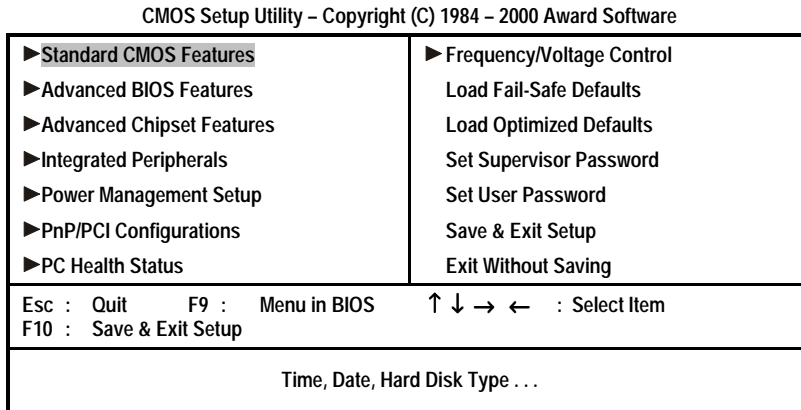 CMOS Setup Utility – Copyright (C) 1984 – 2000 Award Software
►Standard CMOS Features
►Advanced BIOS Features
►Advanced Chipset Features
►Integrated Peripherals
►Power Management Setup
►PnP/PCI Configurations
►PC Health Status
►Frequency/Voltage Control
Load Fail-Safe Defaults
Load Optimized Defaults
Set Supervisor Password
Set User Password
Save & Exit Setup
Exit Without Saving
Esc : Quit F9 : Menu in BIOS ↑ ↓ → ← : Select Item
F10 : Save & Exit Setup
Time, Date, Hard Disk Type . . .